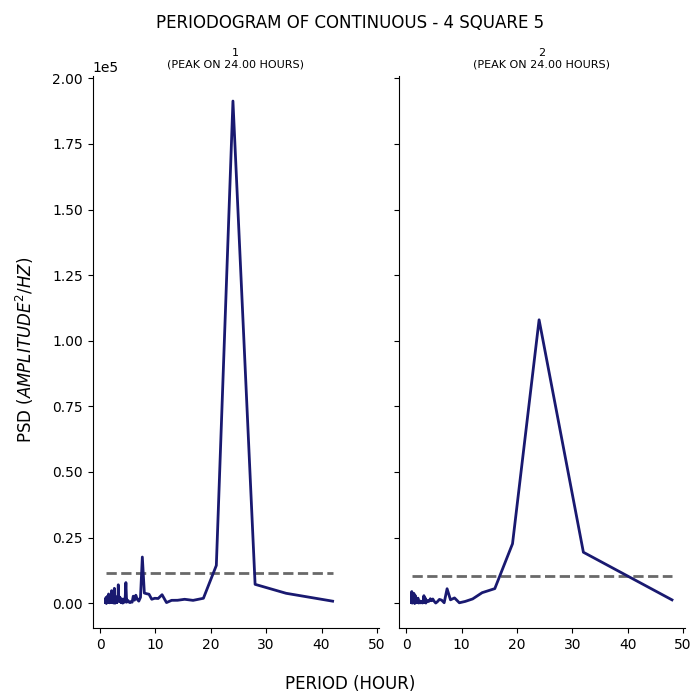 PERIODOGRAM OF CONTINUOUS - 4 SQUARE 5
1
(PEAK ON 24.00 HOURS)
2
(PEAK ON 24.00 HOURS)
1e5
2.00
1.75
1.50
1.25
1.00
0.75
0.50
0.25
0.00
PSD (AMPLITUDE²/HZ)
0 10 20 30 40 50
0 10 20 30 40 50
PERIOD (HOUR)